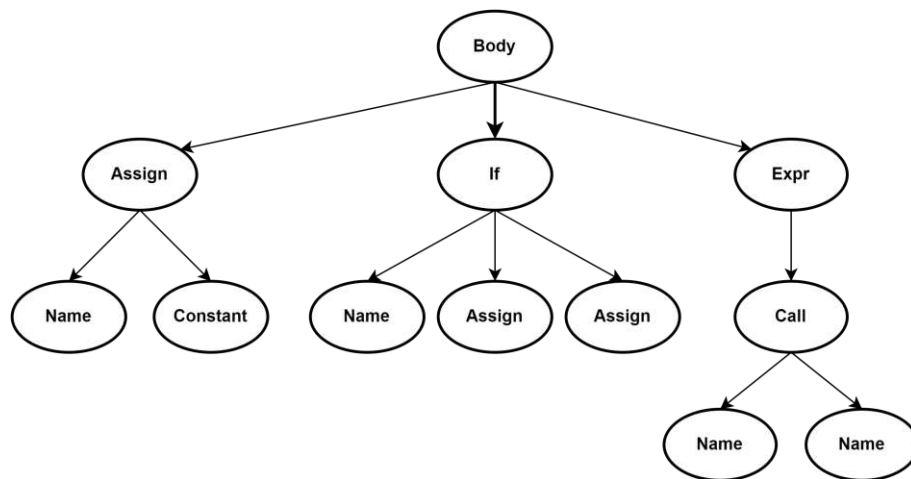 Body
Assign
If
Expr
Name
Constant
Name
Assign
Assign
Call
Name
Name